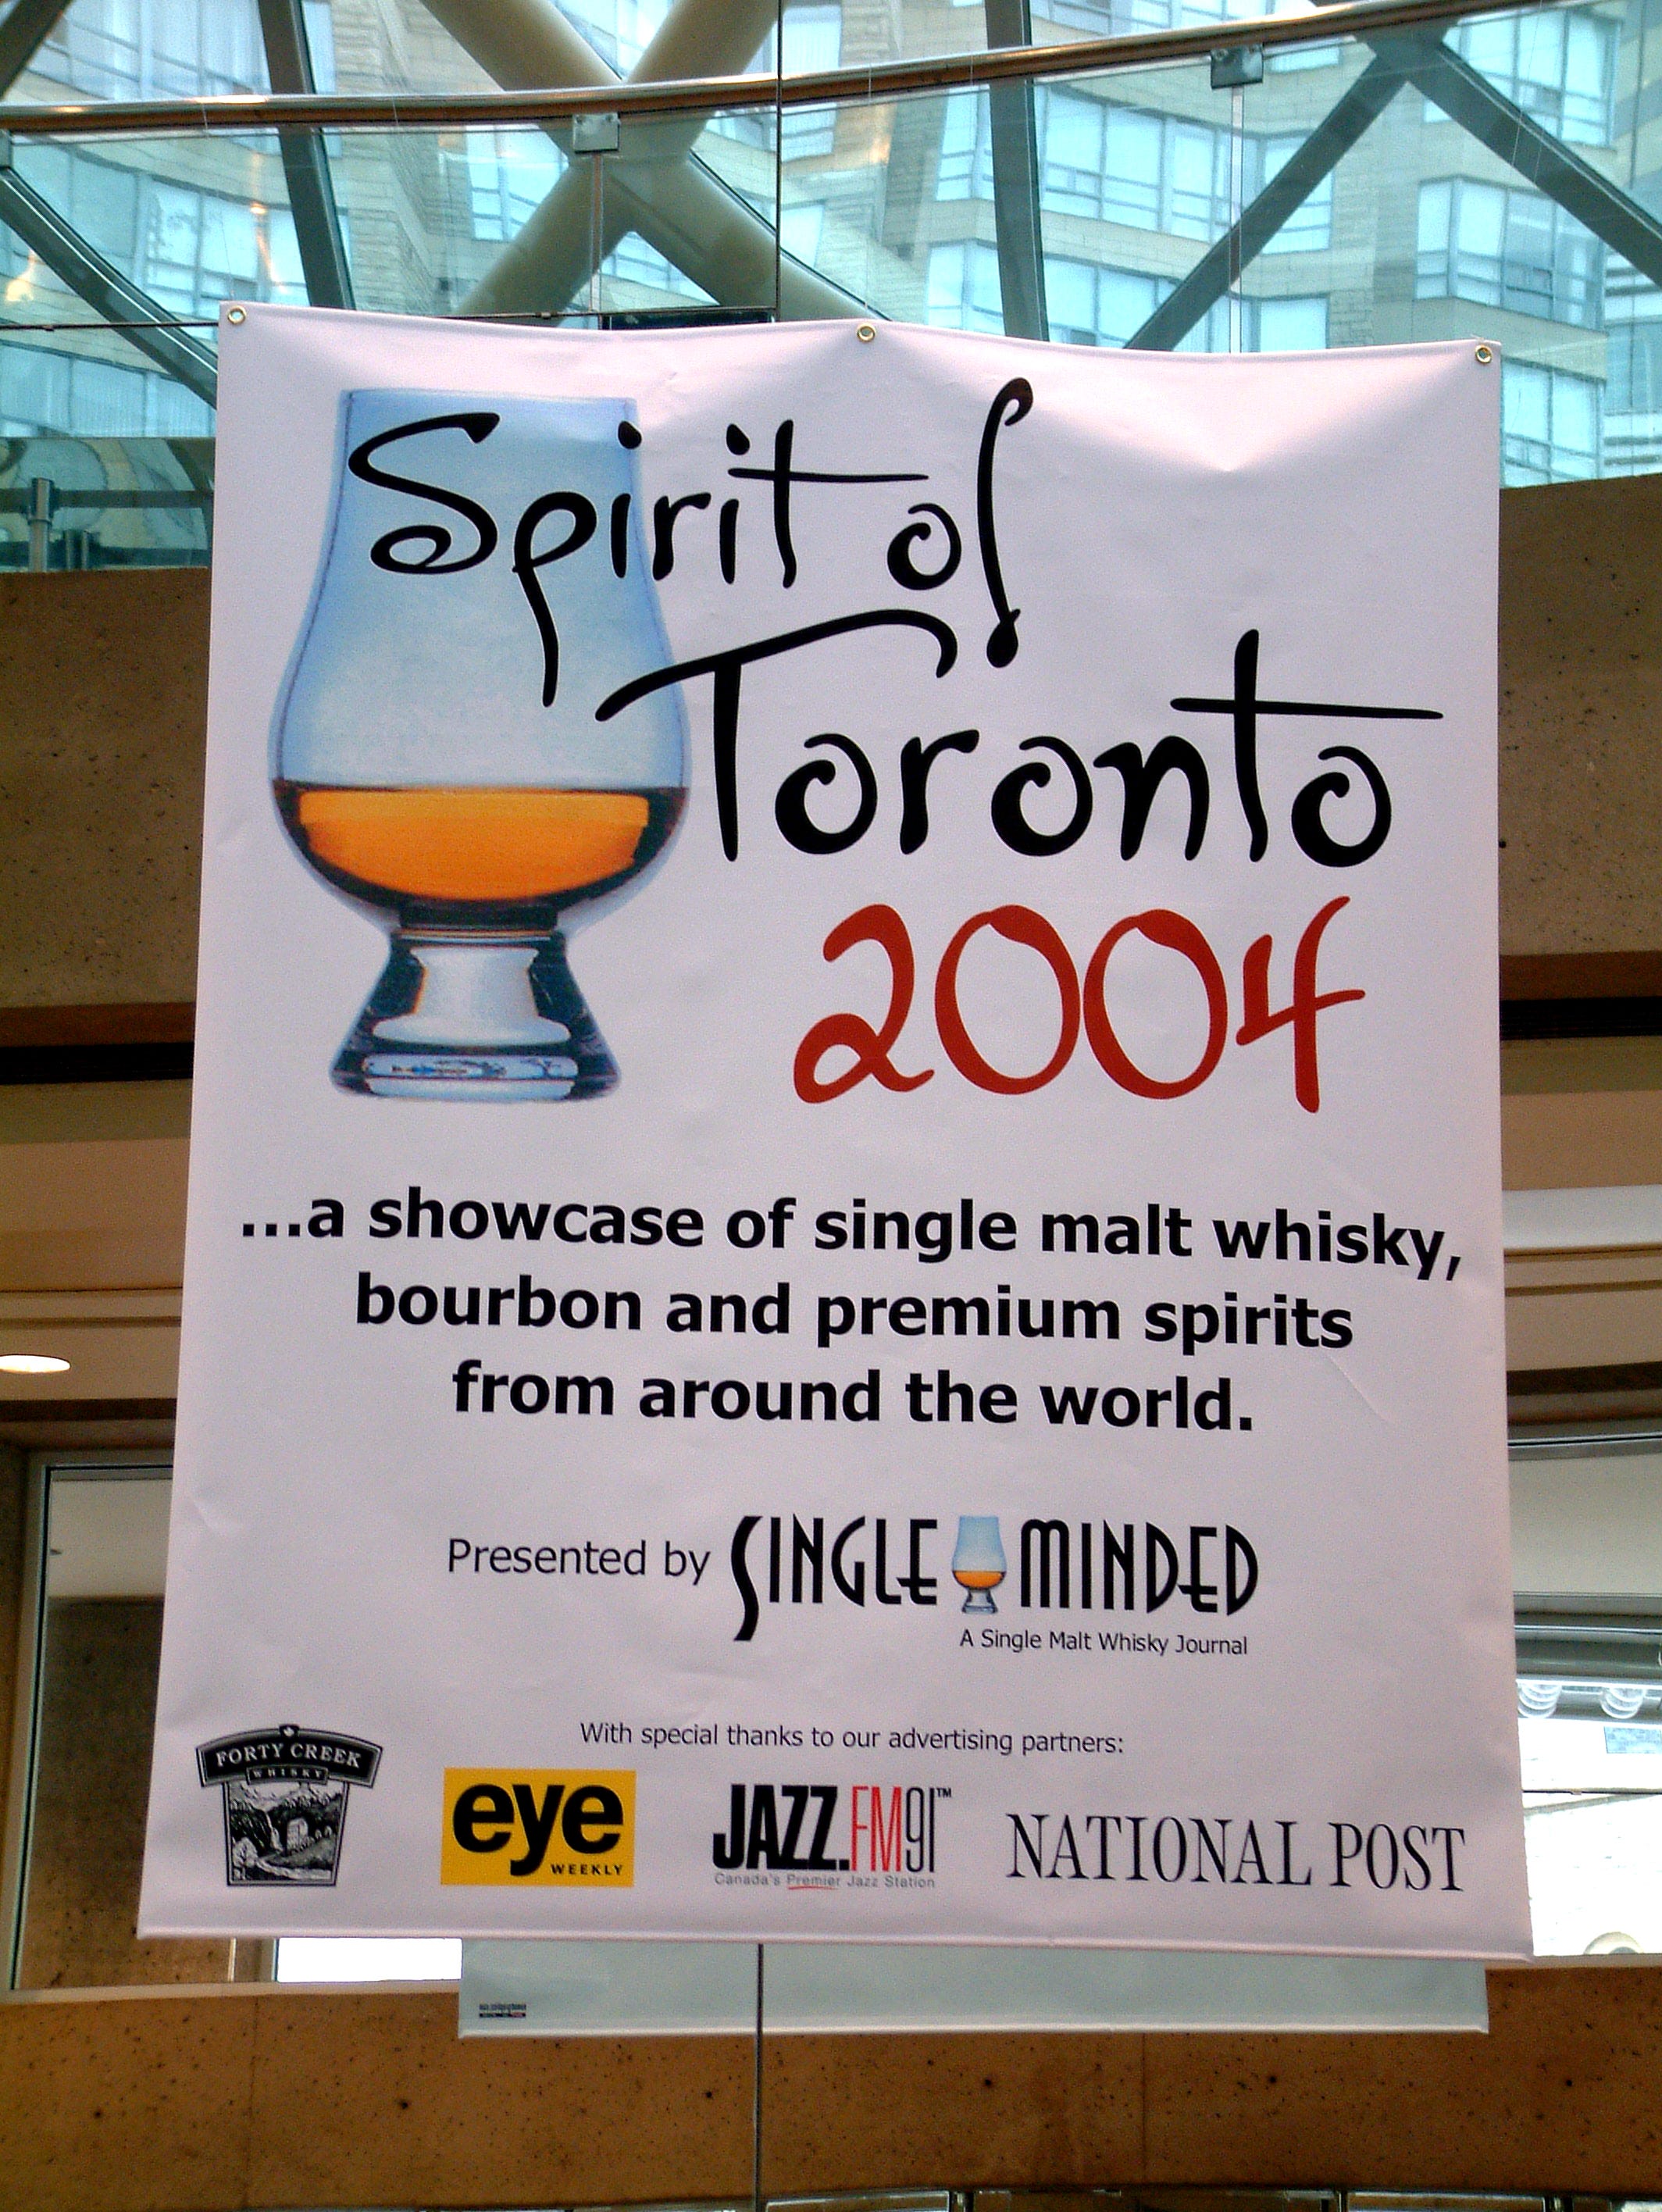 Spirit of
Toronto
2004
...a showcase of single malt whisky,
bourbon and premium spirits
from around the world.
Presented by SINGLE MINDED
A Single Malt Whisky Journal
With special thanks to our advertising partners:
FORTY CREEK
WHISKY
eye
WEEKLY
JAZZ.FM91™
Canada's Premier Jazz Station
NATIONAL POST